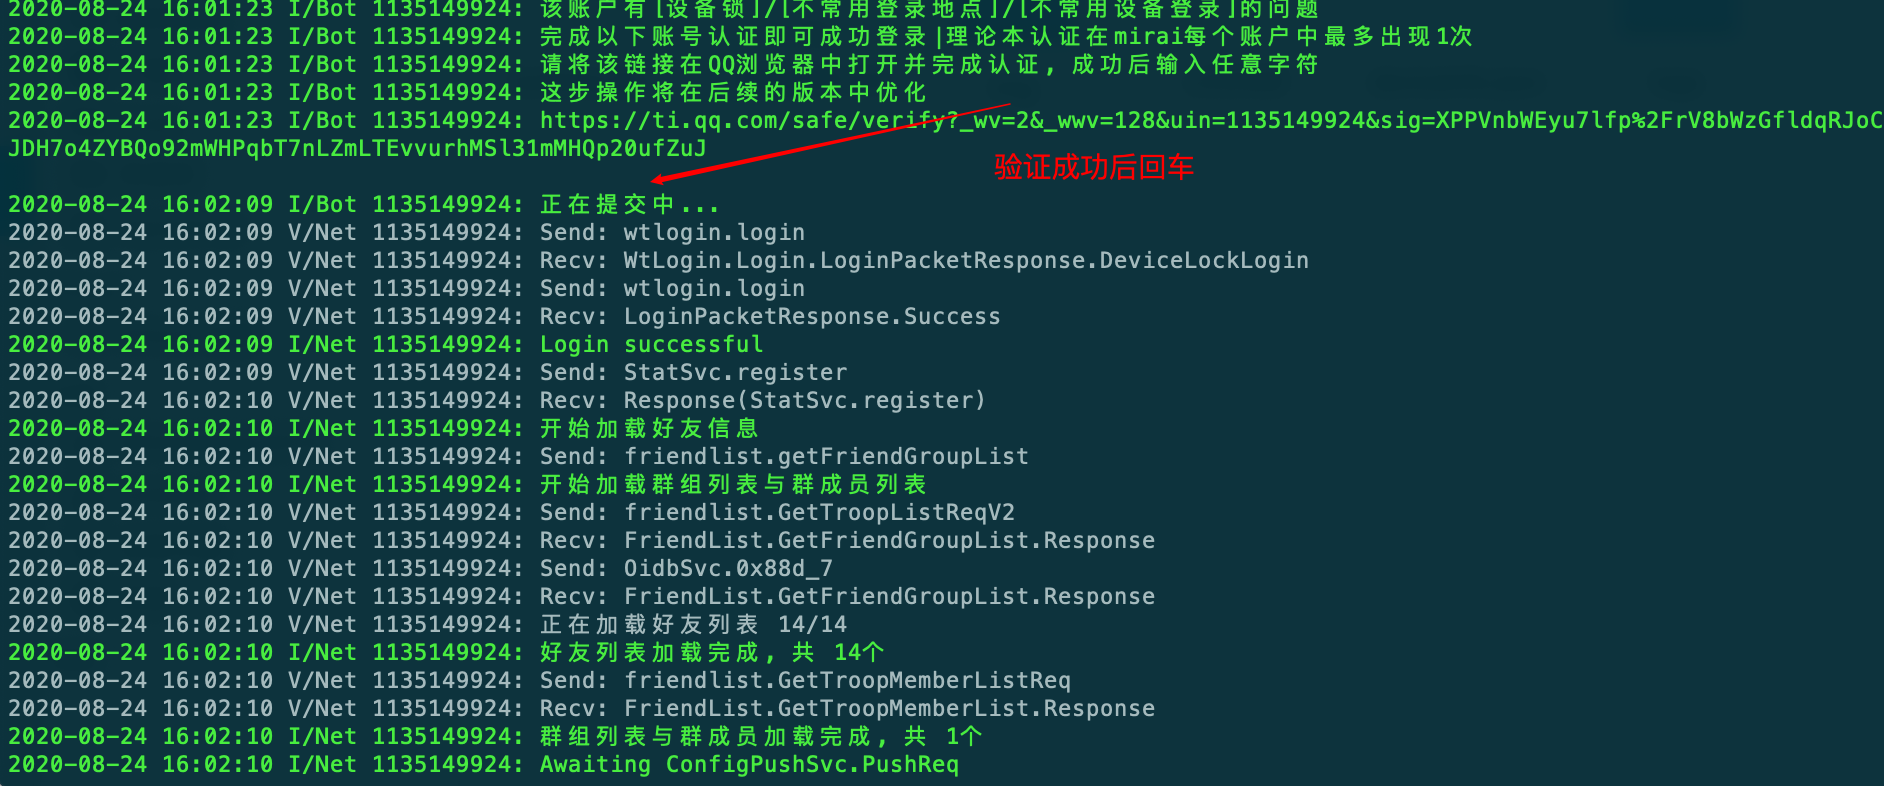 2020-08-24 16:01:23 I/Bot 1135149924: 该账户有[设备锁]/[不常用登录地点]/[不常用设备登录]的问题
2020-08-24 16:01:23 I/Bot 1135149924: 完成以下账号认证即可成功登录|理论本认证在mirai每个账户中最多出现1次
2020-08-24 16:01:23 I/Bot 1135149924: 请将该链接在QQ浏览器中打开并完成认证, 成功后输入任意字符
2020-08-24 16:01:23 I/Bot 1135149924: 这步操作将在后续的版本中优化
2020-08-24 16:01:23 I/Bot 1135149924: https://ti.qq.com/safe/verify?_wv=2&_wwv=128&uin=1135149924&sig=XPPVnbWEyu7lfp%2FrV8bWzGfldqRJoC
JDH7o4ZYBQo92mWHPqbT7nLZmLTEvvurhMSl31mMHQp20ufZuJ
验证成功后回车
2020-08-24 16:02:09 I/Bot 1135149924: 正在提交中...
2020-08-24 16:02:09 V/Net 1135149924: Send: wtlogin.login
2020-08-24 16:02:09 V/Net 1135149924: Recv: WtLogin.Login.LoginPacketResponse.DeviceLockLogin
2020-08-24 16:02:09 V/Net 1135149924: Send: wtlogin.login
2020-08-24 16:02:09 V/Net 1135149924: Recv: LoginPacketResponse.Success
2020-08-24 16:02:09 I/Net 1135149924: Login successful
2020-08-24 16:02:09 V/Net 1135149924: Send: StatSvc.register
2020-08-24 16:02:10 V/Net 1135149924: Recv: Response(StatSvc.register)
2020-08-24 16:02:10 I/Net 1135149924: 开始加载好友信息
2020-08-24 16:02:10 V/Net 1135149924: Send: friendlist.getFriendGroupList
2020-08-24 16:02:10 I/Net 1135149924: 开始加载群组列表与群成员列表
2020-08-24 16:02:10 V/Net 1135149924: Send: friendlist.GetTroopListReqV2
2020-08-24 16:02:10 V/Net 1135149924: Recv: FriendList.GetFriendGroupList.Response
2020-08-24 16:02:10 V/Net 1135149924: Send: OidbSvc.0x88d_7
2020-08-24 16:02:10 V/Net 1135149924: Recv: FriendList.GetFriendGroupList.Response
2020-08-24 16:02:10 V/Net 1135149924: 正在加载好友列表 14/14
2020-08-24 16:02:10 I/Net 1135149924: 好友列表加载完成, 共 14个
2020-08-24 16:02:10 V/Net 1135149924: Send: friendlist.GetTroopMemberListReq
2020-08-24 16:02:10 V/Net 1135149924: Recv: FriendList.GetTroopMemberList.Response
2020-08-24 16:02:10 I/Net 1135149924: 群组列表与群成员加载完成, 共 1个
2020-08-24 16:02:10 I/Net 1135149924: Awaiting ConfigPushSvc.PushReq